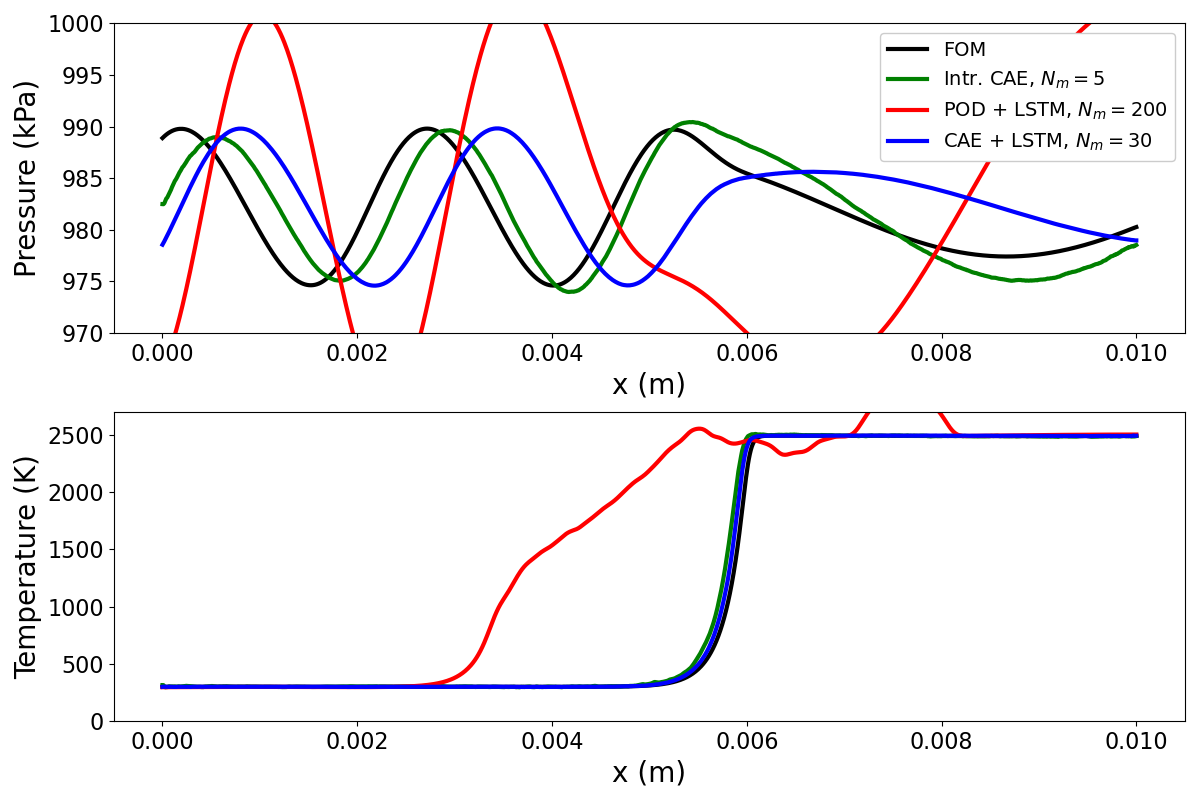 1000
995
990
985
980
975
970
Pressure (kPa)
FOM
Intr. CAE, N_m = 5
POD + LSTM, N_m = 200
CAE + LSTM, N_m = 30
0.000 0.002 0.004 0.006 0.008 0.010
x (m)
2500
2000
1500
1000
500
0
Temperature (K)
0.000 0.002 0.004 0.006 0.008 0.010
x (m)